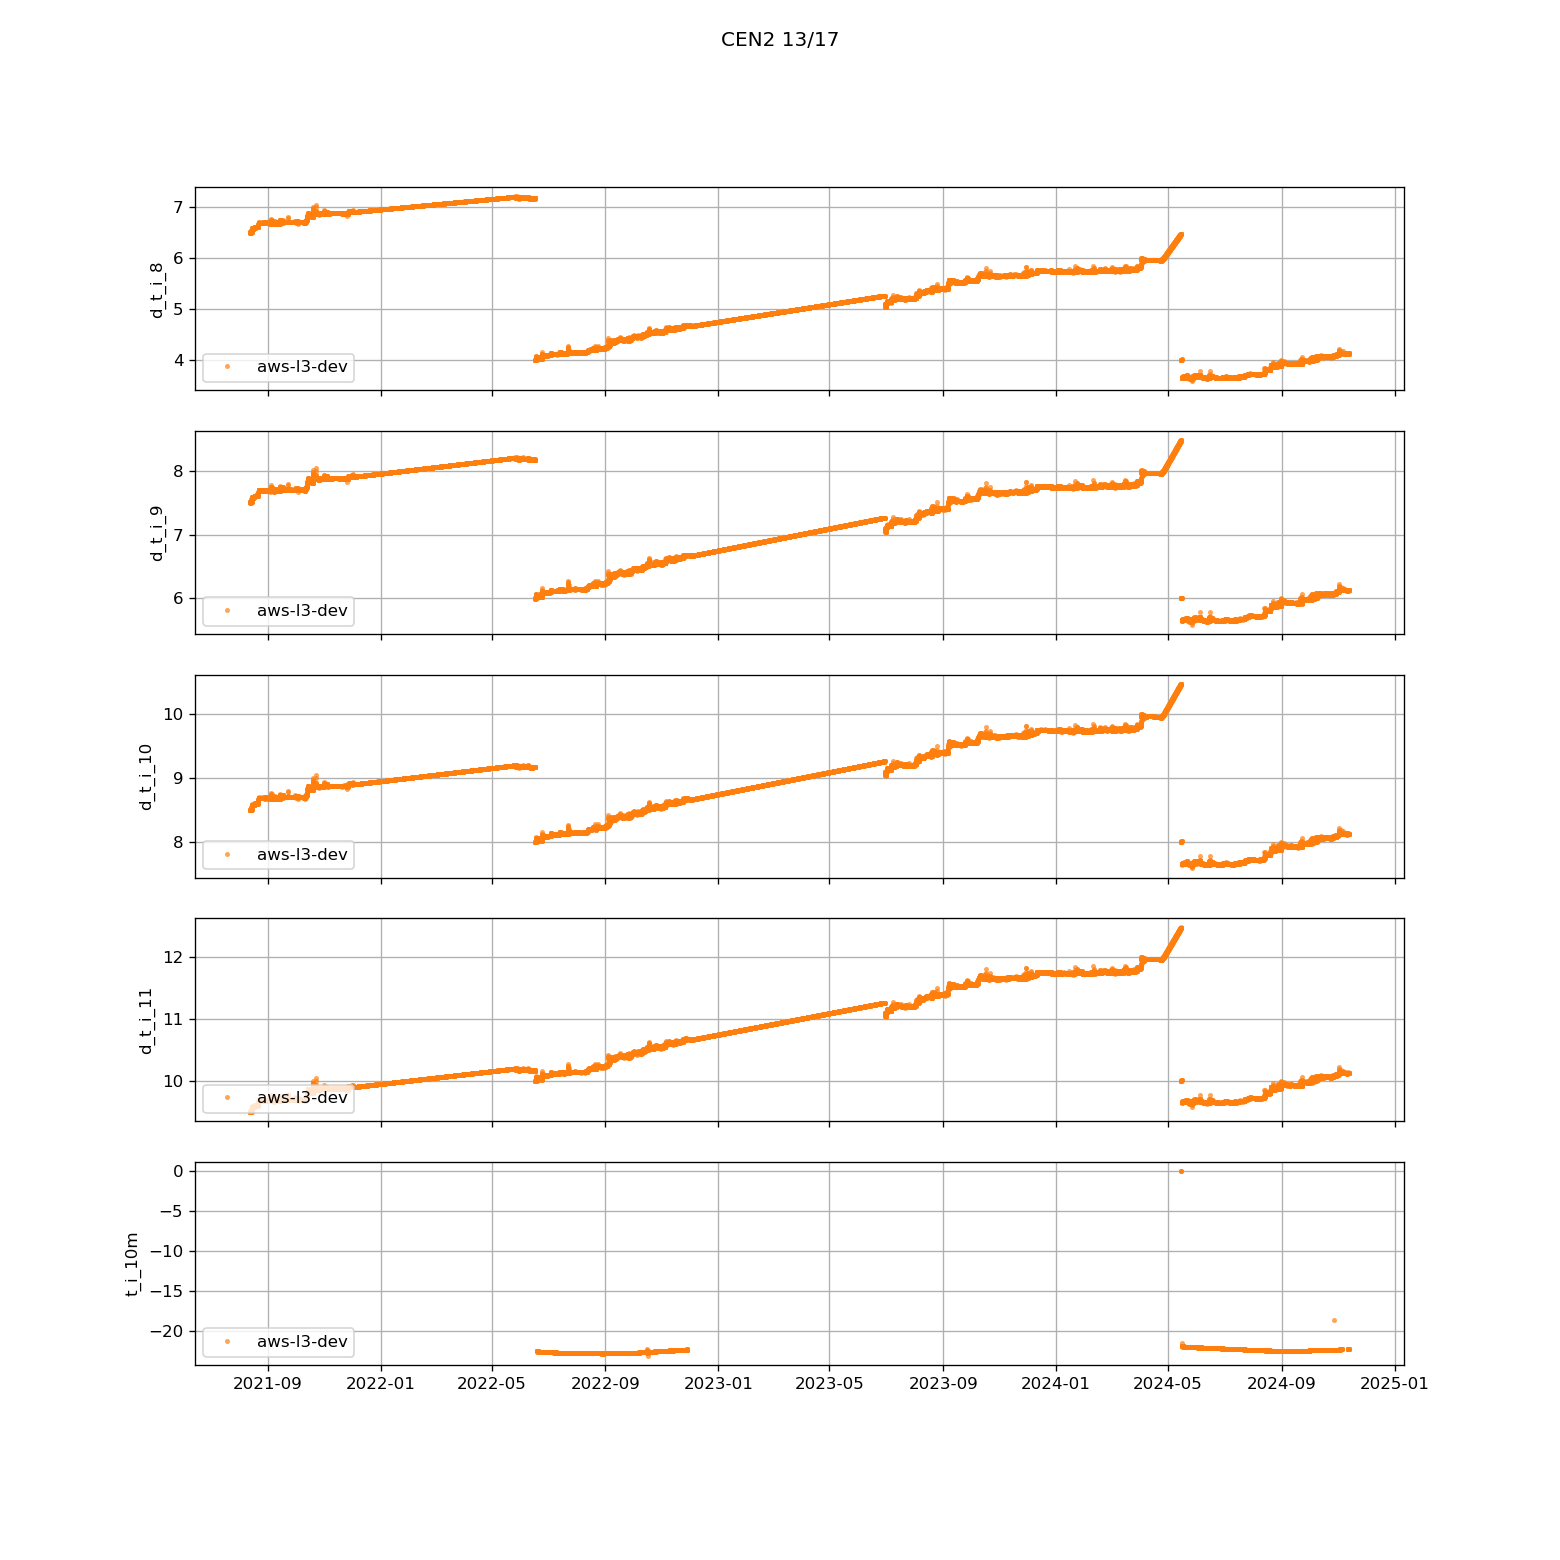 CEN2 13/17
7
6
5
4
d_t_i_8
aws-l3-dev
8
7
6
d_t_i_9
aws-l3-dev
10
9
8
d_t_i_10
aws-l3-dev
12
11
10
d_t_i_11
aws-l3-dev
0
−5
−10
−15
−20
t_i_10m
aws-l3-dev
2021-09 2022-01 2022-05 2022-09 2023-01 2023-05 2023-09 2024-01 2024-05 2024-09 2025-01